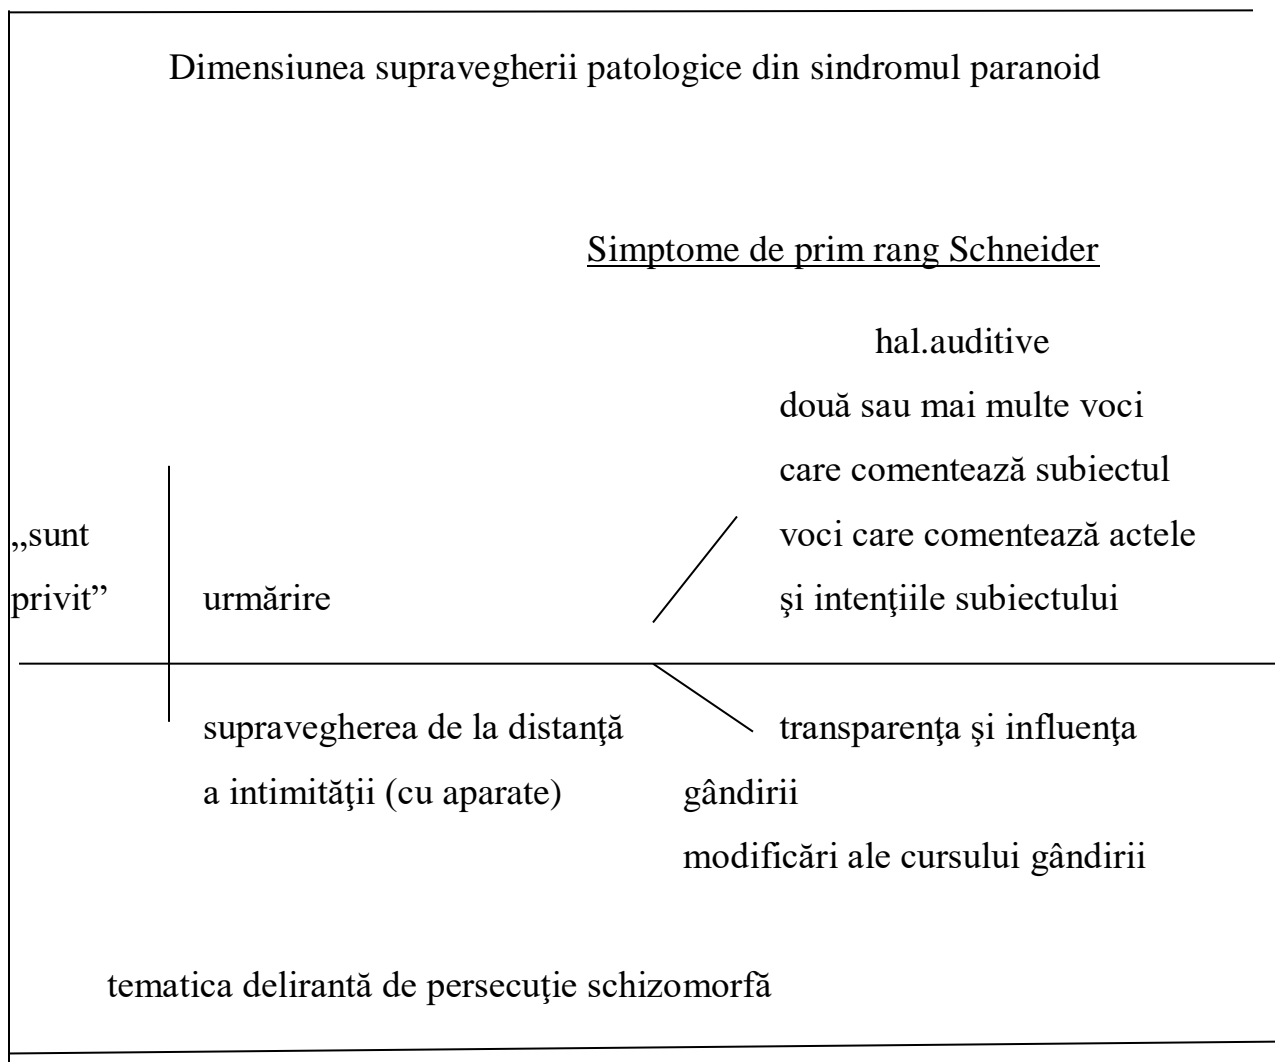 Dimensiunea supravegherii patologice din sindromul paranoid
Simptome de prim rang Schneider
hal.auditive
două sau mai multe voci
care comentează subiectul
„sunt
voci care comentează actele
privit”
urmărire
şi intenţiile subiectului
supravegherea de la distanţă
transparenţa şi influenţa
a intimităţii (cu aparate)
gândirii
modificări ale cursului gândirii
tematica delirantă de persecuţie schizomorfă